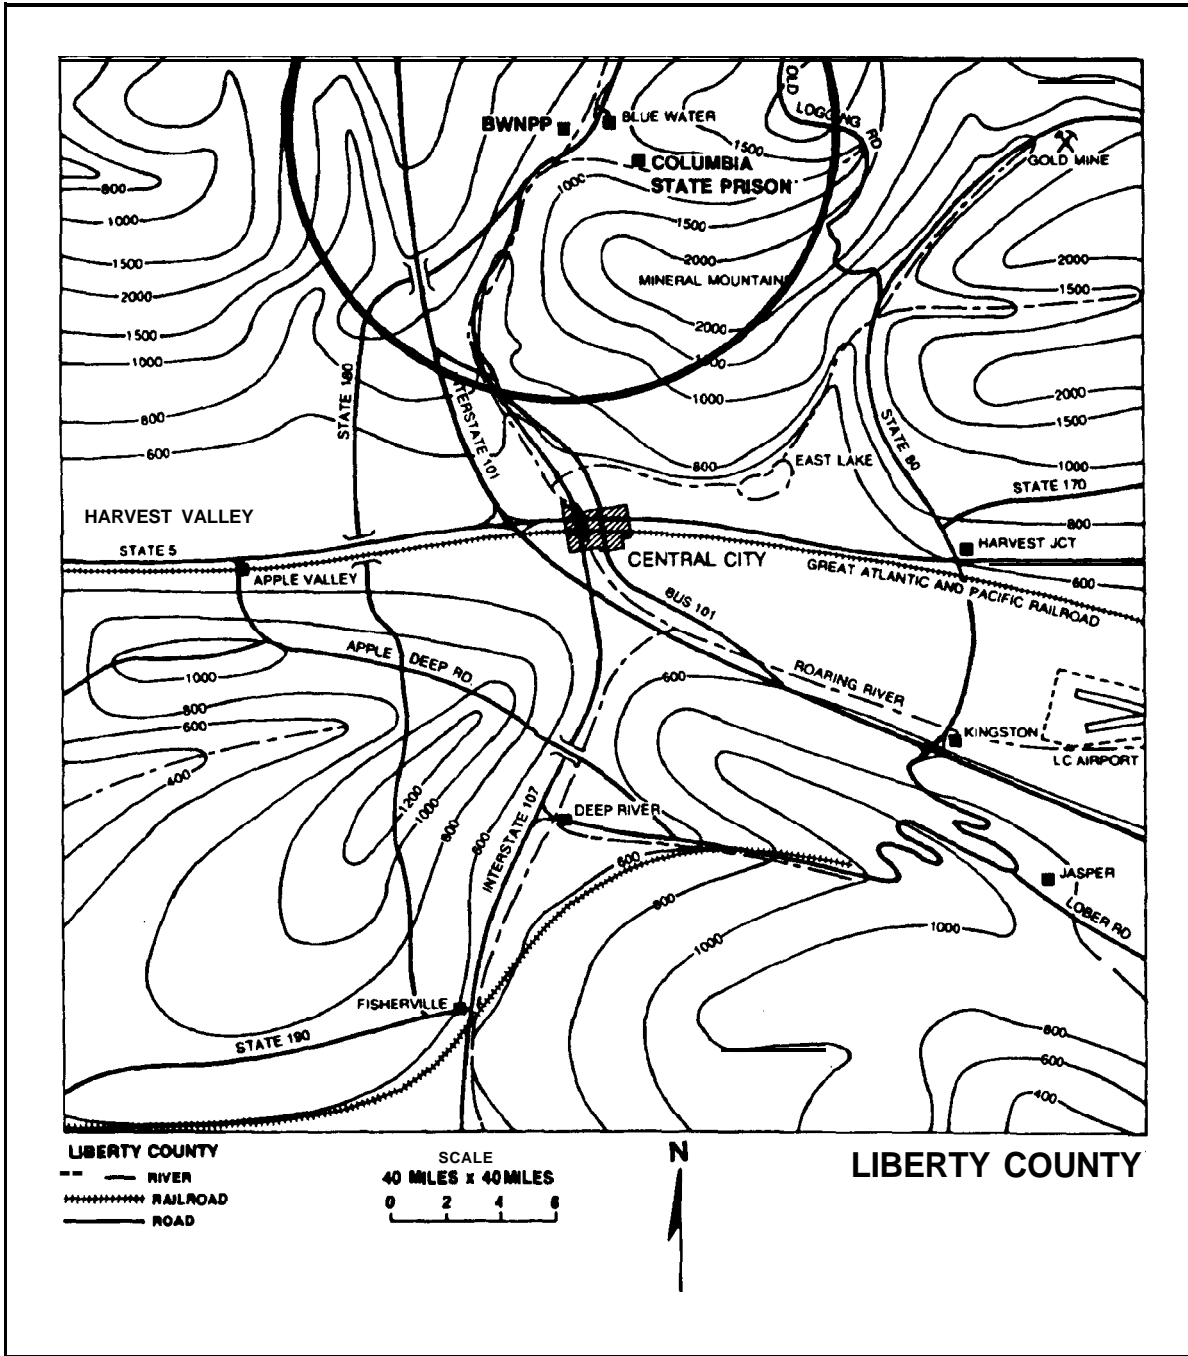 OLD
LOGGING RD
BWNPP
BLUE WATER
COLUMBIA
STATE PRISON
GOLD MINE
1500
1000
800
1000
1500
2000
1500
1000
800
600
1500
2000
MINERAL MOUNTAINS
2000
1500
1000
2000
1500
2000
1500
1000
800
600
STATE 180
INTERSTATE 101
STATE 80
800
EAST LAKE
STATE 170
HARVEST VALLEY
STATE 5
APPLE VALLEY
CENTRAL CITY
HARVEST JCT
GREAT ATLANTIC AND PACIFIC RAILROAD
BUS 101
APPLE DEEP RD.
1000
800
600
400
600
ROARING RIVER
KINGSTON
LC AIRPORT
1200
1000
800
600
INTERSTATE 107
DEEP RIVER
600
800
1000
1000
JASPER
LOBER RD
FISHERVILLE
STATE 190
800
600
400
LIBERTY COUNTY
RIVER
RAILROAD
ROAD
SCALE
40 MILES x 40 MILES
0 2 4 6
N
LIBERTY COUNTY